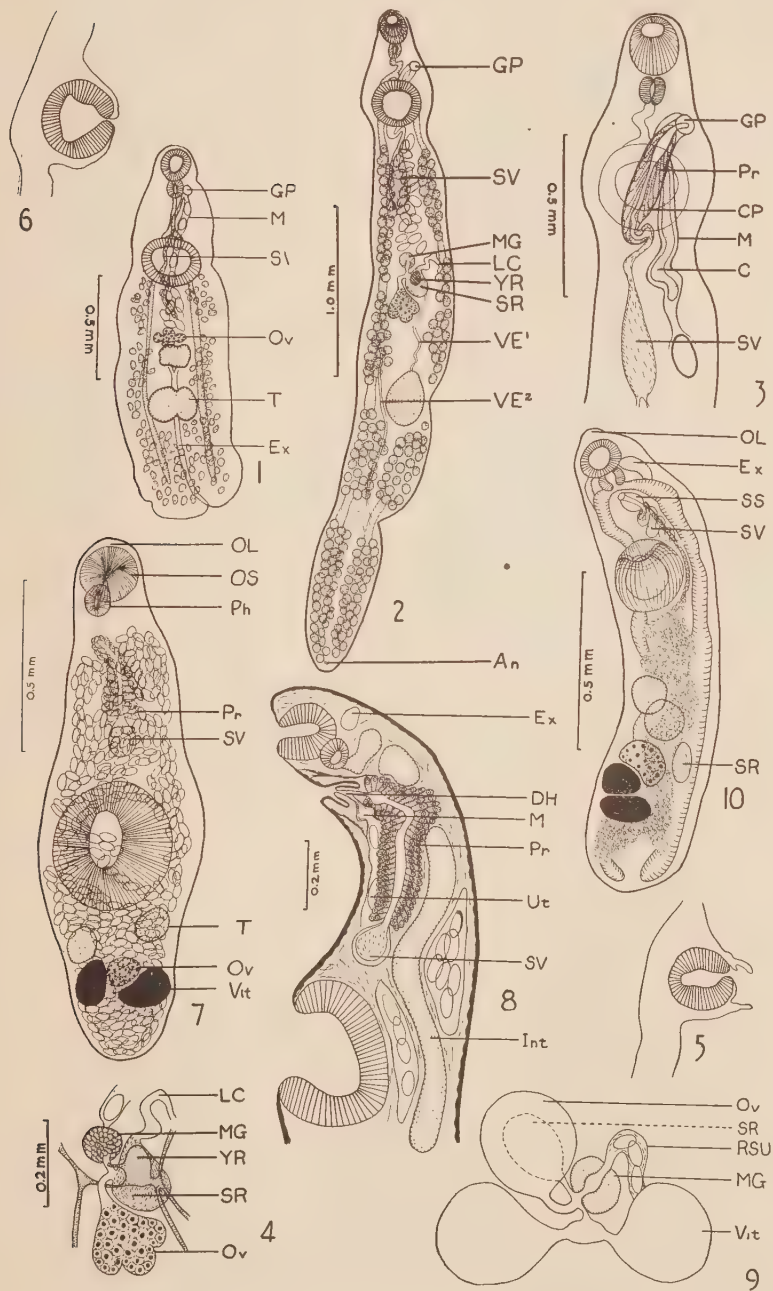 6
GP
M
S\
0.5 mm
Ov
T
Ex
1
GP
SV
MG
LC
YR
SR
1.0 mm
VE¹
VE²
2
An
GP
Pr
CP
M
C
SV
0.5 mm
3
OL
Ex
SS
SV
0.5 mm
SR
10
OL
OS
Ph
0.5 mm
Pr
SV
T
Ov
Vit
7
Ex
DH
M
Pr
0.2 mm
Ut
SV
8
Int
5
LC
MG
YR
0.2 mm
SR
4
Ov
Ov
SR
RSU
MG
Vit
9